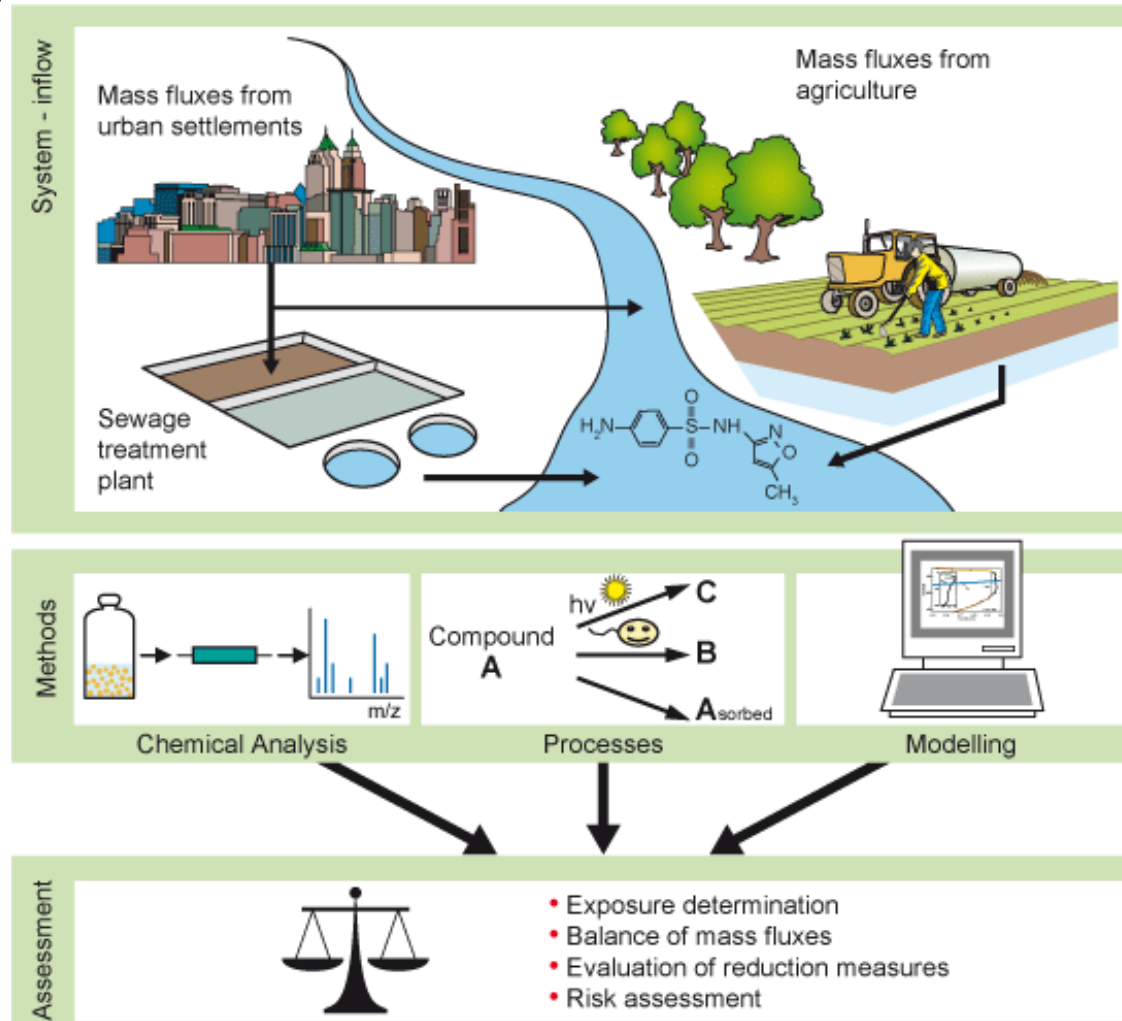 System - inflow
Mass fluxes from
urban settlements
Mass fluxes from
agriculture
Sewage
treatment
plant
H₂N
S
O
O
NH
N
O
CH₃
Methods
m/z
Chemical Analysis
Compound
A
hv
C
B
A sorbed
Processes
Modelling
Assessment
• Exposure determination
• Balance of mass fluxes
• Evaluation of reduction measures
• Risk assessment